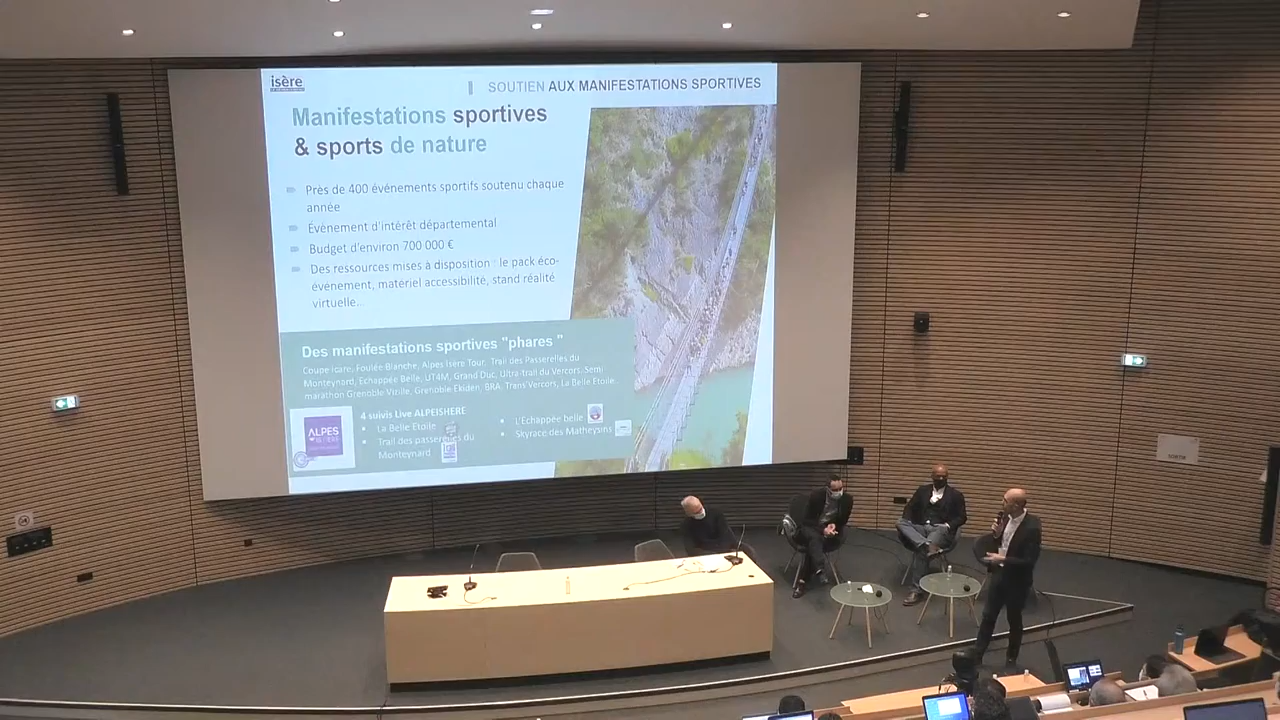 isère
SOUTIEN AUX MANIFESTATIONS SPORTIVES
Manifestations sportives
& sports de nature
Près de 400 événements sportifs soutenu chaque
année
Évènement d'intérêt départemental
Budget d'environ 700 000 €
Des ressources mises à disposition : le pack éco-
évènement, matériel accessibilité, stand réalité
virtuelle...
Des manifestations sportives "phares "
Coupe Icare, Foulée Blanche, Alpes Isère Tour, Trail des Passerelles du
Monteynard, Echappée Belle, UT4M, Grand Duc, Ultra-trail du Vercors, Semi
marathon Grenoble Vizille, Grenoble Ekiden, BRA, Trans'Vercors, La Belle Etoile
4 suivis Live ALPEISHERE
La Belle Etoile
Trail des passerelles du
Monteynard
L'Echappée belle
Skyrace des Matheysins
ALPES
SORTIE